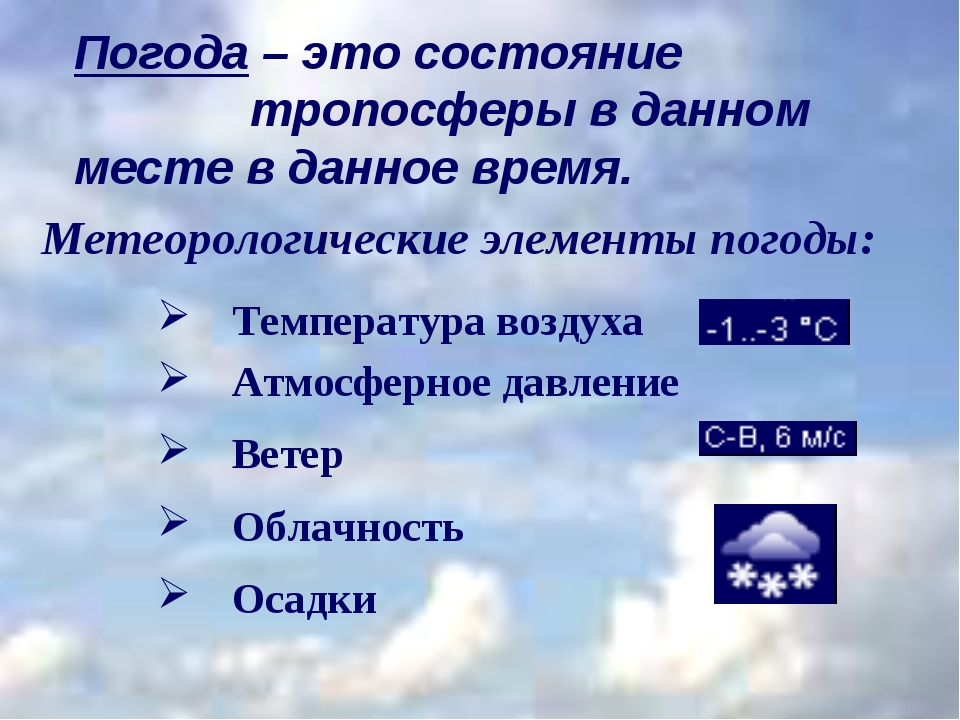 Погода – это состояние
тропосферы в данном
месте в данное время.
Метеорологические элементы погоды:
Температура воздуха
-1..-3 °C
Атмосферное давление
Ветер
С-В, 6 м/с
Облачность
Осадки